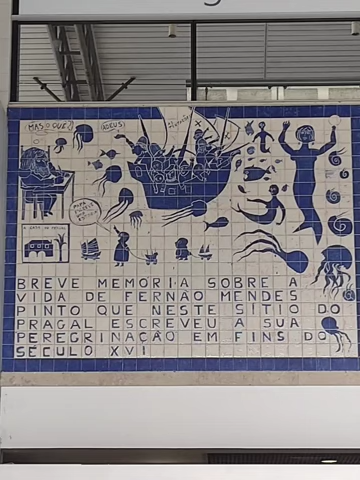 MAS O QUE?
ADEUS!
BREVE MEMORIA SOBRE A
VIDA DE FERNÃO MENDES
PINTO QUE NESTE SÍTIO DO
PRAGAL ESCREVEU A SUA
PEREGRINAÇÃO EM FINS DO
SÉCULO XVI